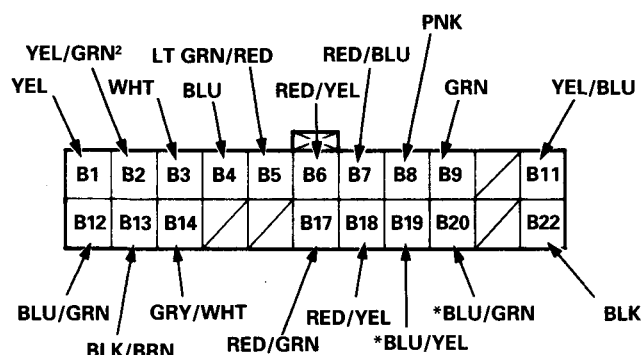 PNK
YEL/GRN² LT GRN/RED RED/BLU
YEL WHT BLU RED/YEL GRN YEL/BLU
B1 B2 B3 B4 B5 B6 B7 B8 B9 B11
B12 B13 B14 B17 B18 B19 B20 B22
BLU/GRN GRY/WHT RED/YEL *BLU/GRN BLK
BLK/BRN RED/GRN *BLU/YEL